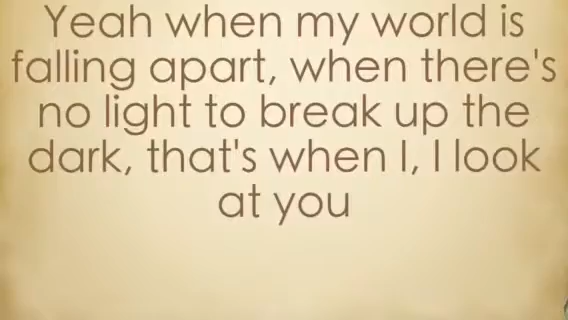 Yeah when my world is
falling apart, when there's
no light to break up the
dark, that's when I, I look
at you